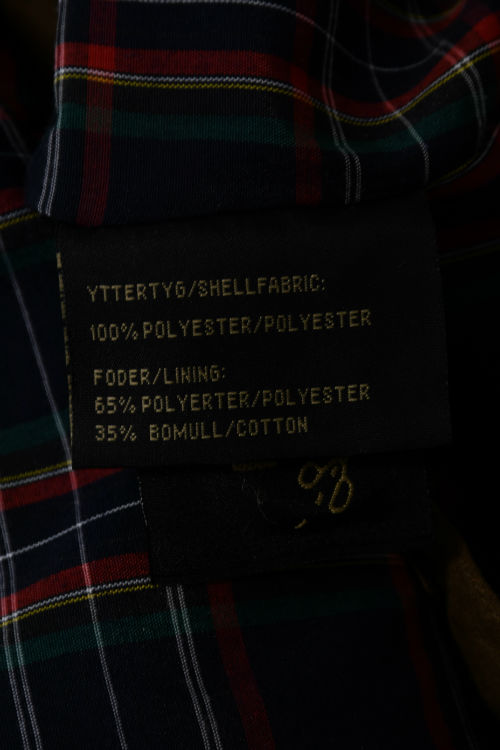 YTTERTYG/SHELLFABRIC:
100% POLYESTER/POLYESTER
FODER/LINING:
65% POLYERTER/POLYESTER
35% BOMULL/COTTON